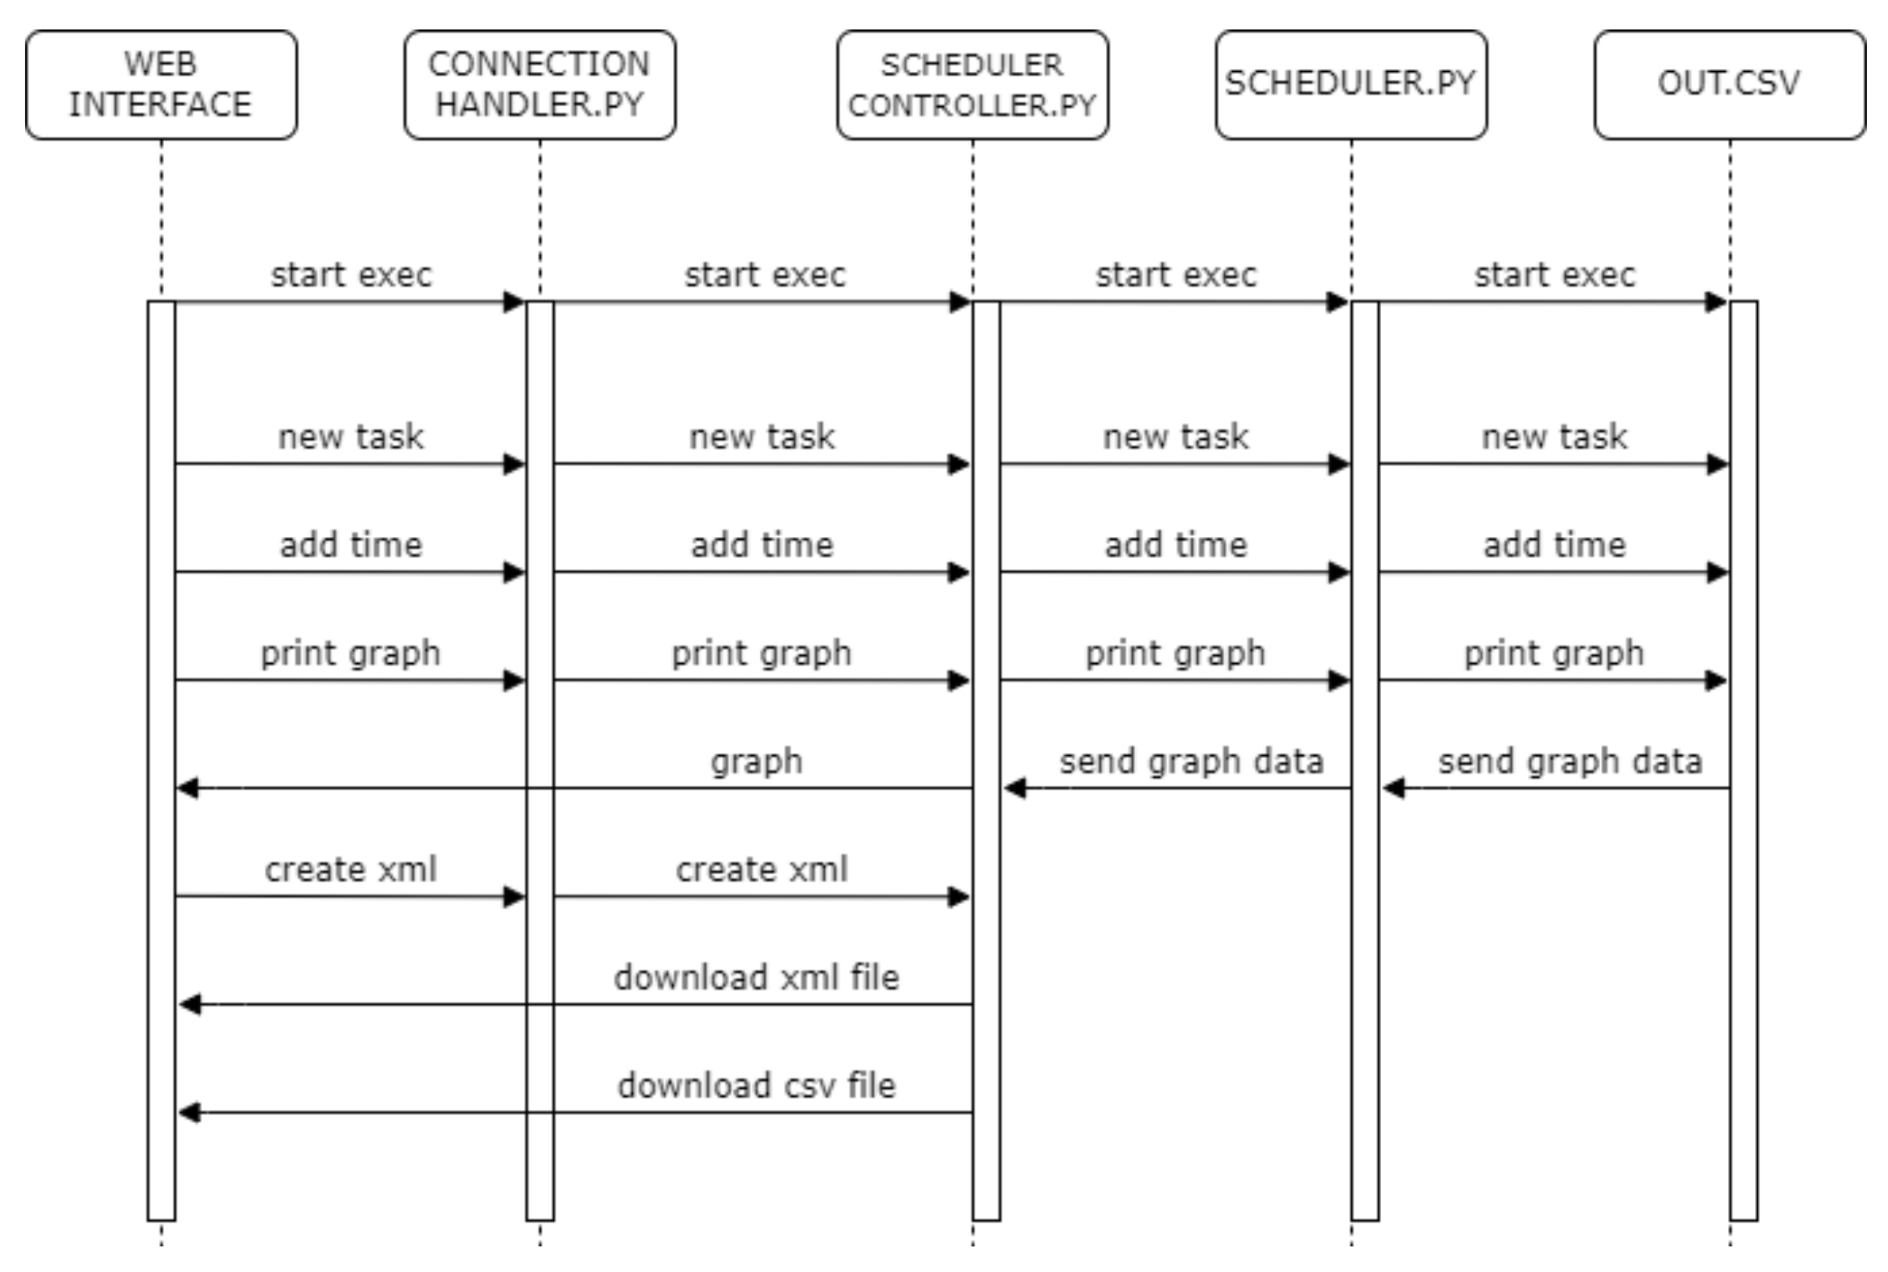 WEB
INTERFACE
CONNECTION
HANDLER.PY
SCHEDULER
CONTROLLER.PY
SCHEDULER.PY
OUT.CSV
start exec
start exec
start exec
start exec
new task
new task
new task
new task
add time
add time
add time
add time
print graph
print graph
print graph
print graph
graph
send graph data
send graph data
create xml
create xml
download xml file
download csv file